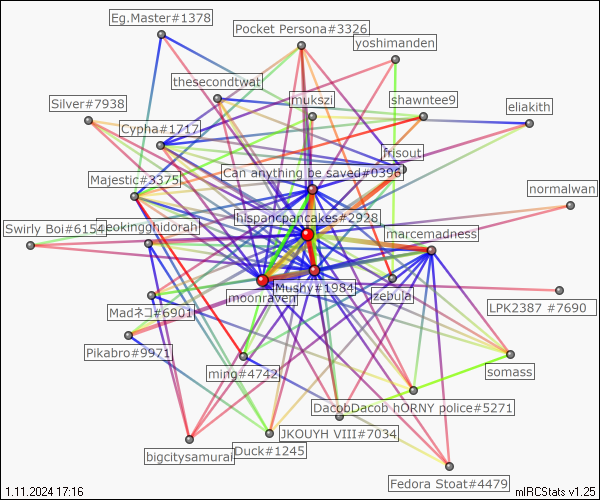 Eg.Master#1378
Pocket Persona#3326
yoshimanden
thesecondtwat
mukszi
shawntee9
Silver#7938
eliakith
Cypha#1717
frisout
Can anything be saved#0396
Majestic#3375
normalwan
hispancpancakes#2928
Swirly Boi#6154
leokingghidorah
marcemadness
Mushy#1984
moonraven
zebula
LPK2387 #7690
Madネコ#6901
Pikabro#9971
ming#4742
somass
DacobDacob hORNY police#5271
JKOUYH VIII#7034
bigcitysamurai
Duck#1245
Fedora Stoat#4479
1.11.2024 17:16
mIRCStats v1.25